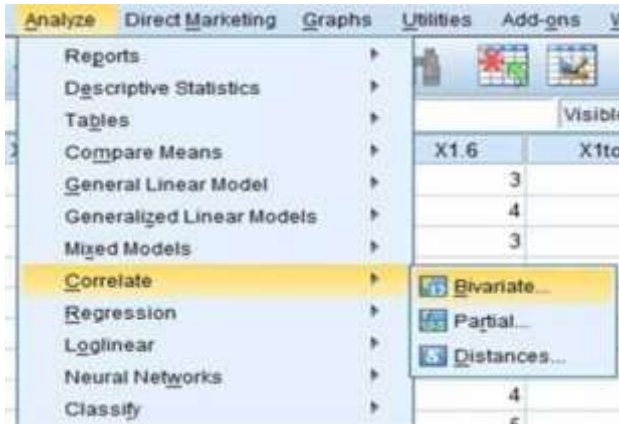 Analyze Direct Marketing Graphs Utilities Add-ons
Reports
Descriptive Statistics
Tables
Visible
Compare Means
X1.6 X1to
General Linear Model
3
Generalized Linear Models
4
Mixed Models
3
Correlate
Bivariate...
Regression
Partial...
Loglinear
Distances...
Neural Networks
Classify
4